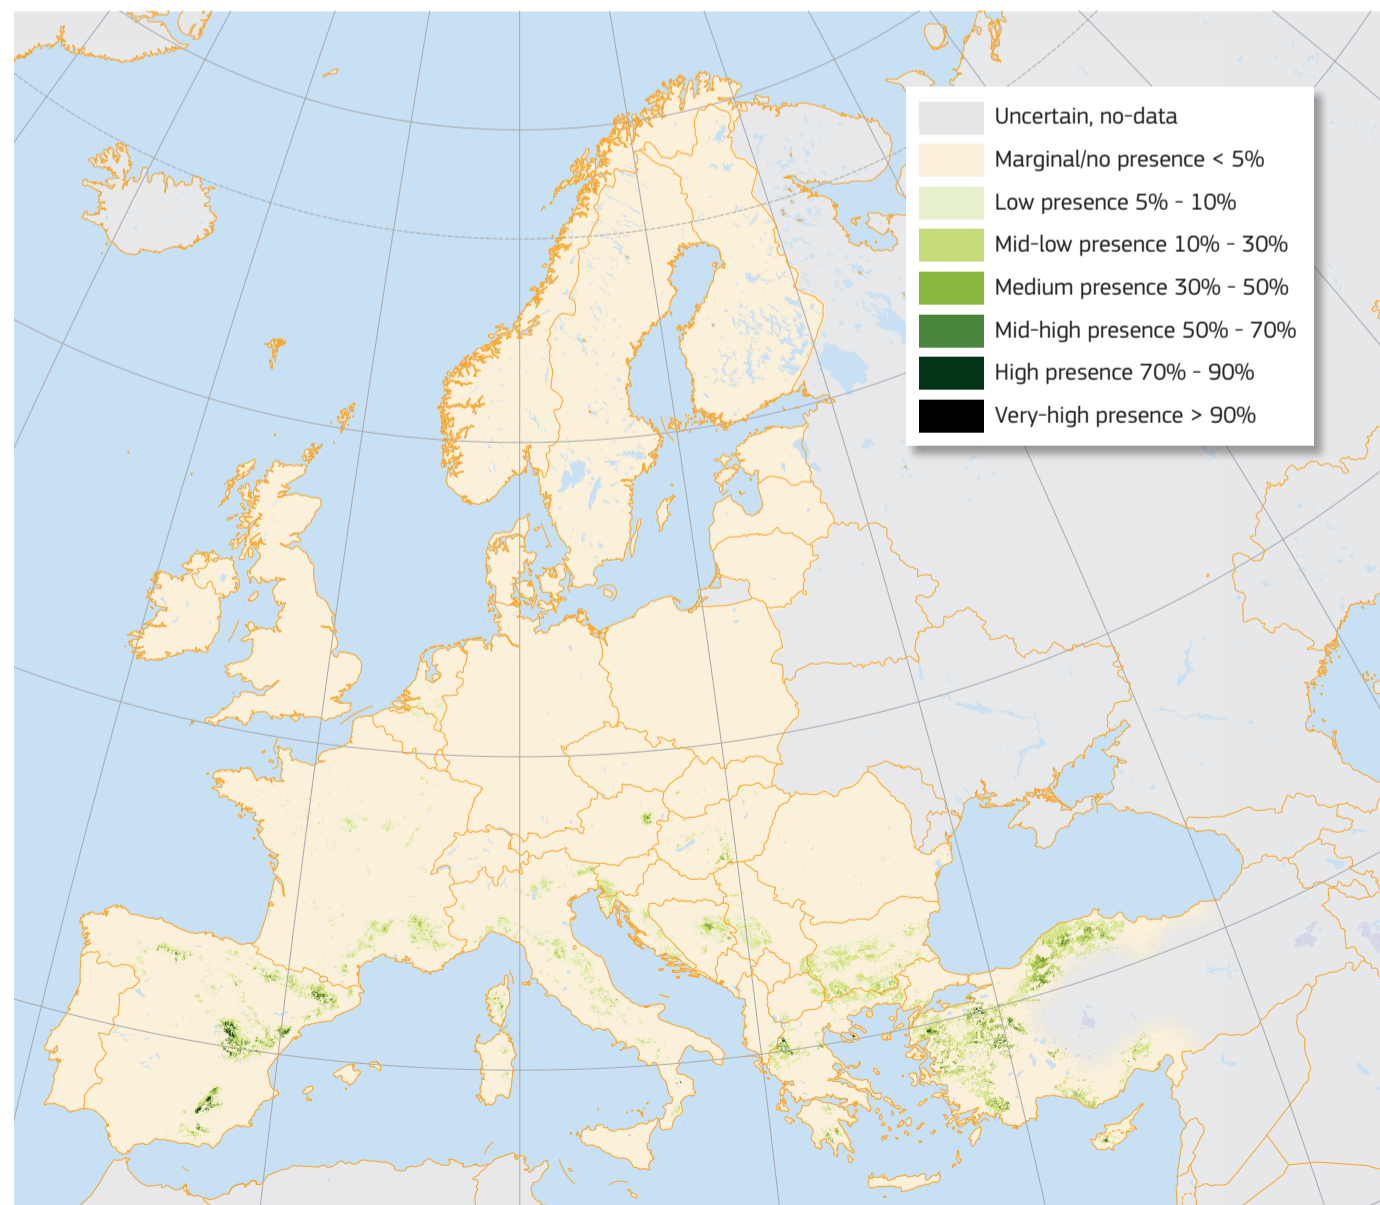 Uncertain, no-data
Marginal/no presence < 5%
Low presence 5% - 10%
Mid-low presence 10% - 30%
Medium presence 30% - 50%
Mid-high presence 50% - 70%
High presence 70% - 90%
Very-high presence > 90%